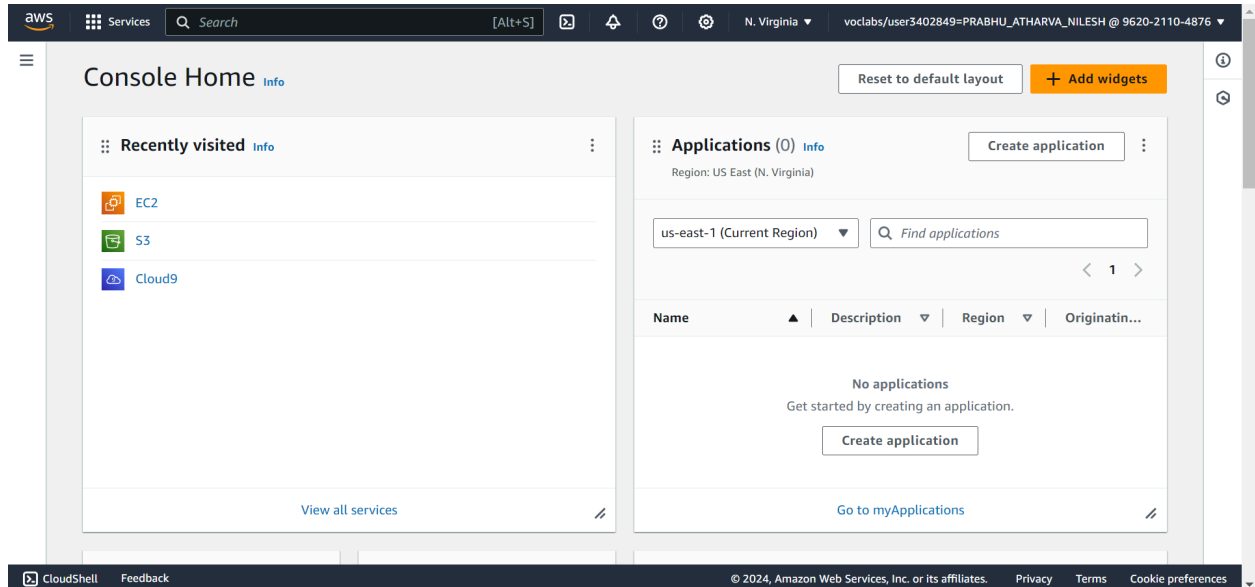 aws Services Search [Alt+S] N. Virginia voclabs/user3402849=PRABHU_ATHARVA_NILESH @ 9620-2110-4876
Console Home Info
Reset to default layout
+ Add widgets
Recently visited Info
EC2
S3
Cloud9
View all services
Applications (0) Info
Region: US East (N. Virginia)
Create application
us-east-1 (Current Region)
Find applications
1
Name Description Region Originatin...
No applications
Get started by creating an application.
Create application
Go to myApplications
CloudShell Feedback © 2024, Amazon Web Services, Inc. or its affiliates. Privacy Terms Cookie preferences